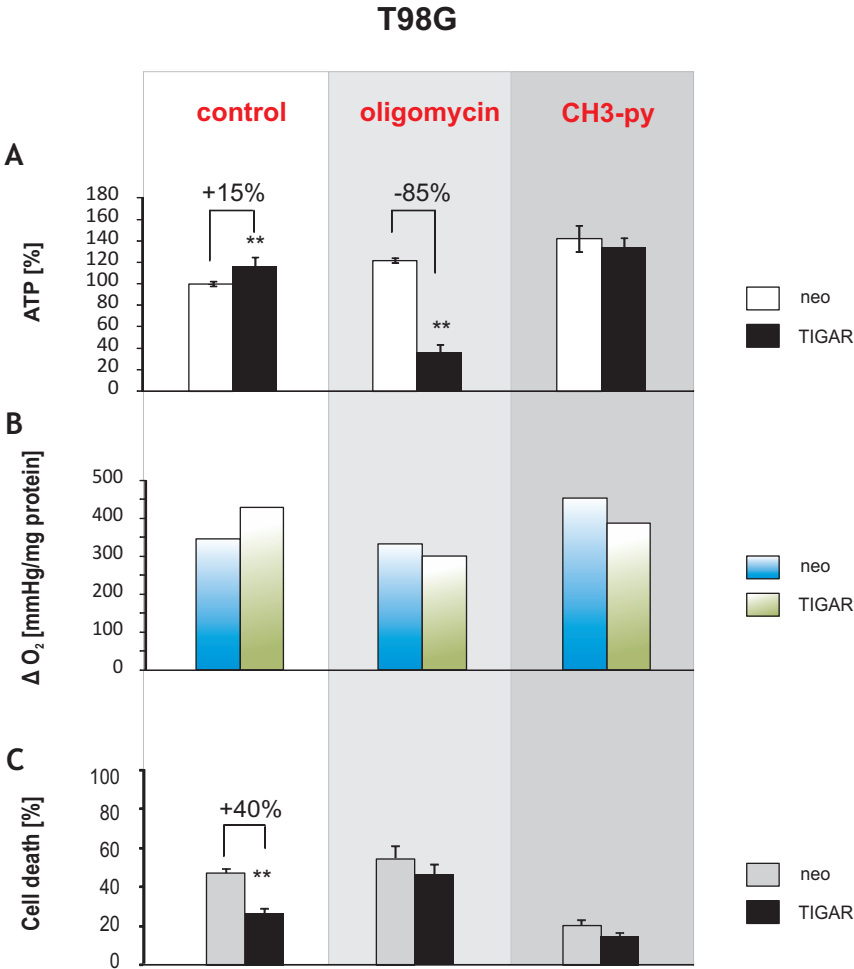 T98G
control oligomycin CH3-py
A
ATP [%]
180
160
140
120
100
80
60
40
20
0
+15%
**
-85%
**
neo
TIGAR
B
Δ O₂ [mmHg/mg protein]
500
400
300
200
100
0
neo
TIGAR
C
Cell death [%]
100
80
60
40
20
0
+40%
**
neo
TIGAR